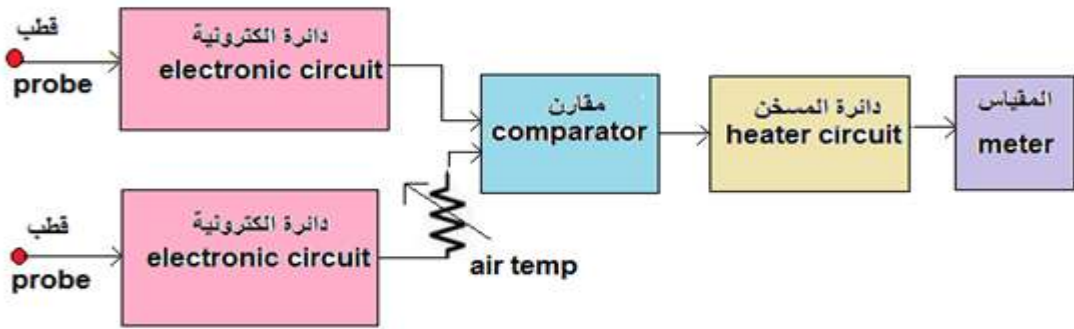 قطب
probe
دائرة الكترونية
electronic circuit
مقارن
comparator
دائرة المسخن
heater circuit
المقياس
meter
قطب
probe
دائرة الكترونية
electronic circuit
air temp